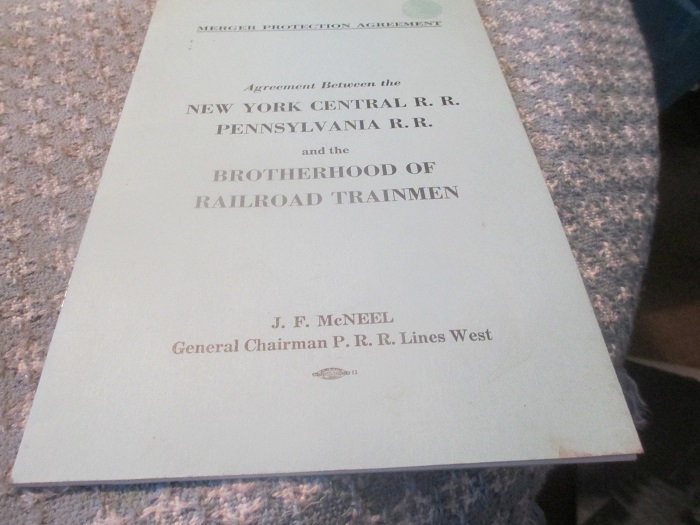 MERGER PROTECTION AGREEMENT
Agreement Between the
NEW YORK CENTRAL R. R.
PENNSYLVANIA R. R.
and the
BROTHERHOOD OF
RAILROAD TRAINMEN
J. F. McNEEL
General Chairman P. R. R. Lines West